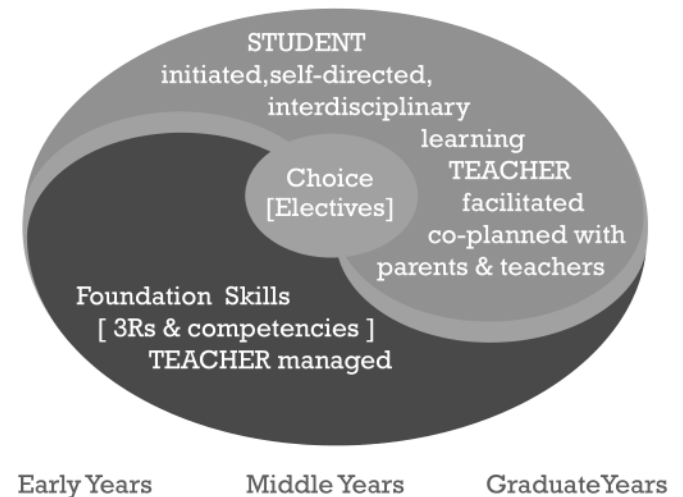 STUDENT
initiated,self-directed,
interdisciplinary
learning
TEACHER
facilitated
co-planned with
parents & teachers
Choice
[Electives]
Foundation Skills
[ 3Rs & competencies ]
TEACHER managed
Early Years
Middle Years
GraduateYears